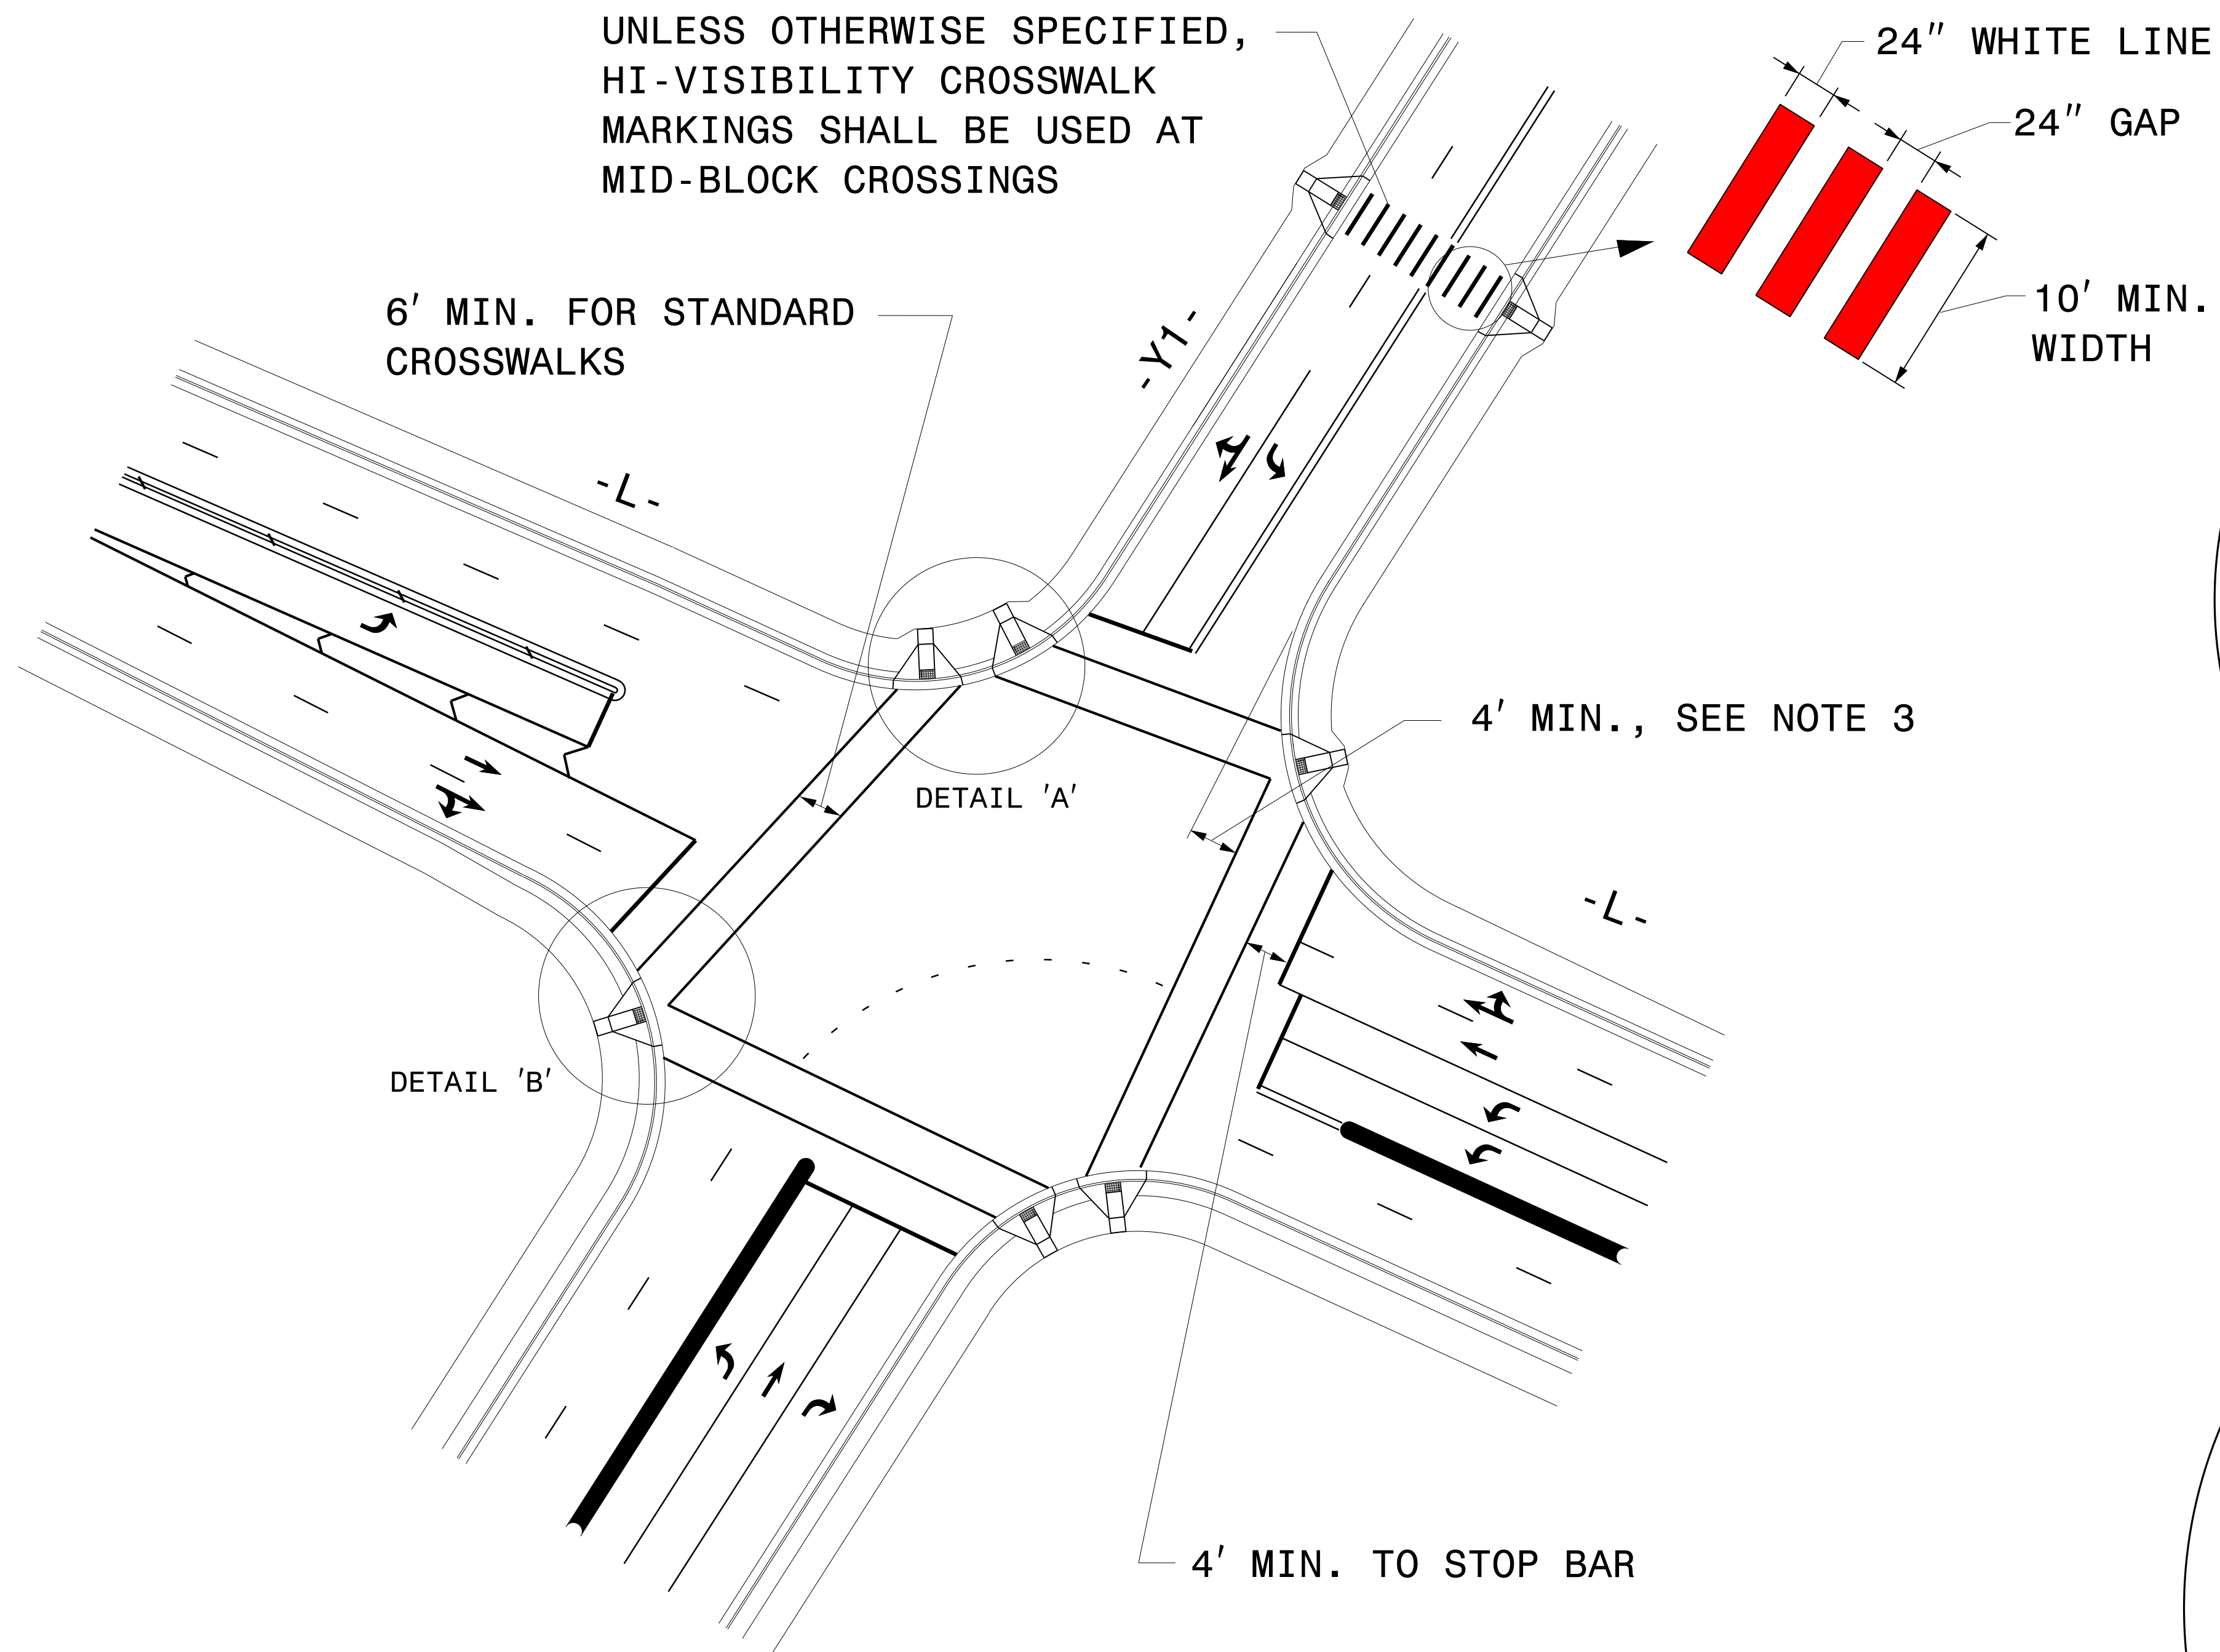 UNLESS OTHERWISE SPECIFIED,
HI-VISIBILITY CROSSWALK
MARKINGS SHALL BE USED AT
MID-BLOCK CROSSINGS
24" WHITE LINE
24" GAP
10' MIN.
WIDTH
6' MIN. FOR STANDARD
CROSSWALKS
-Y1-
-L-
4' MIN., SEE NOTE 3
DETAIL 'A'
-L-
DETAIL 'B'
4' MIN. TO STOP BAR